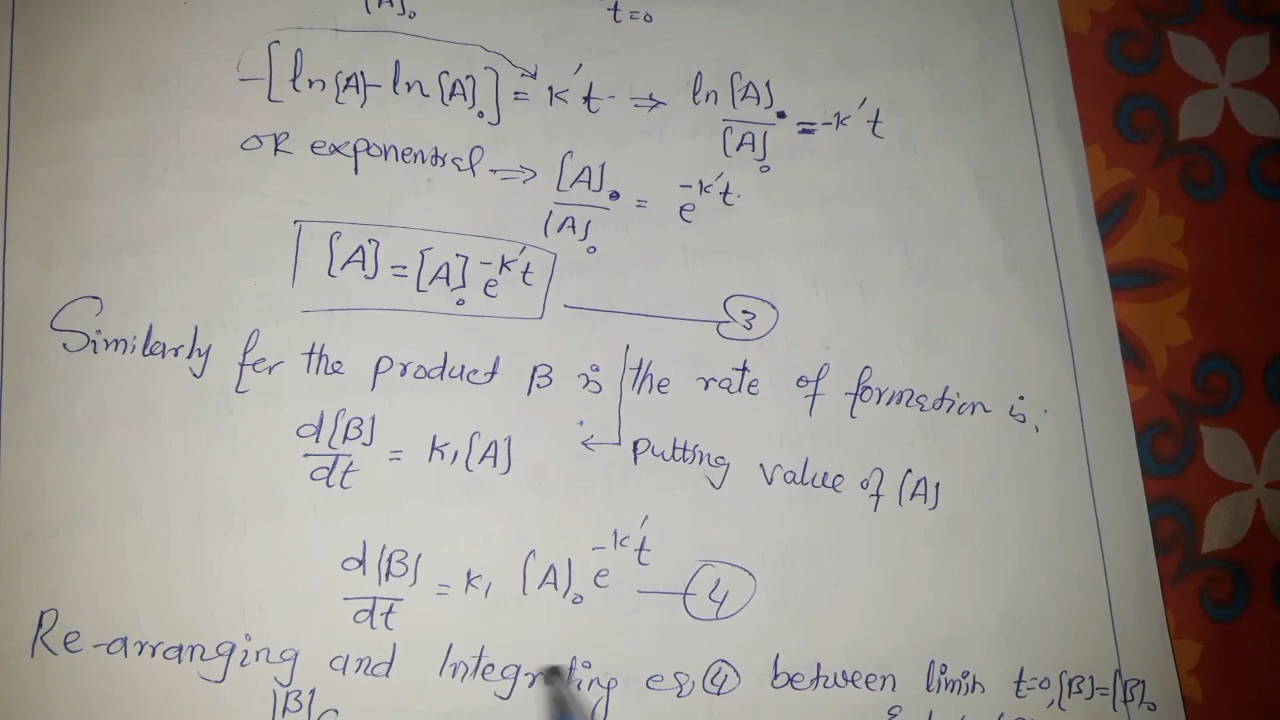 [A]₀ t=0
-[ln[A]-ln[A]₀] = k't ⇒ ln [A]/[A]₀ = -k't
OR exponential ⇒ [A]/[A]₀ = e^-k't
[A] = [A]₀ e^-k't ③
Similarly for the product B is the rate of formation is:
d[B]/dt = k₁[A] ← putting value of [A]
d[B]/dt = k₁ [A]₀ e^-k't ④
Re-arranging and Integrating eq ④ between limits t=0, [B]=[B]₀
[B]